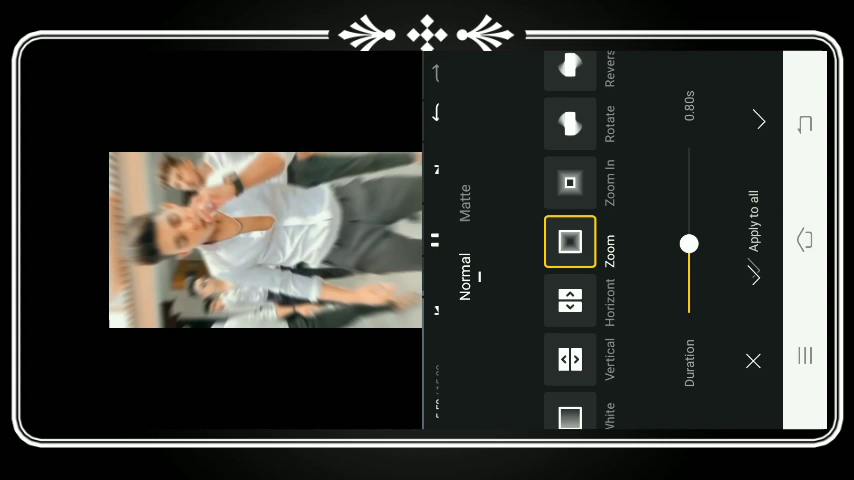 Normal
Matte
White
Vertical
Horizont
Zoom
Zoom In
Rotate
Revers
Duration
0.80s
Apply to all